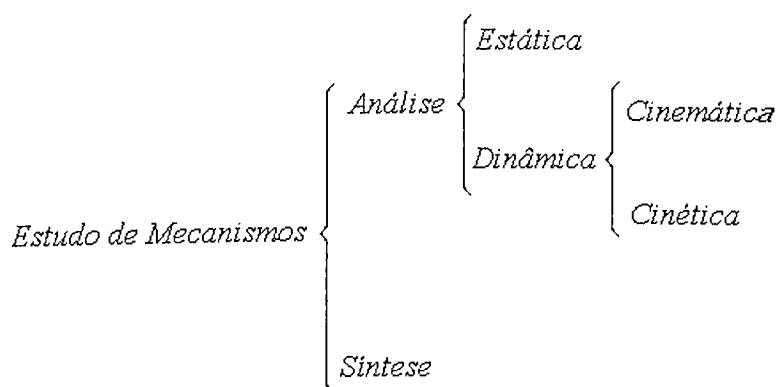 Estática
Análise
Cinemática
Dinâmica
Cinética
Estudo de Mecanismos
Síntese